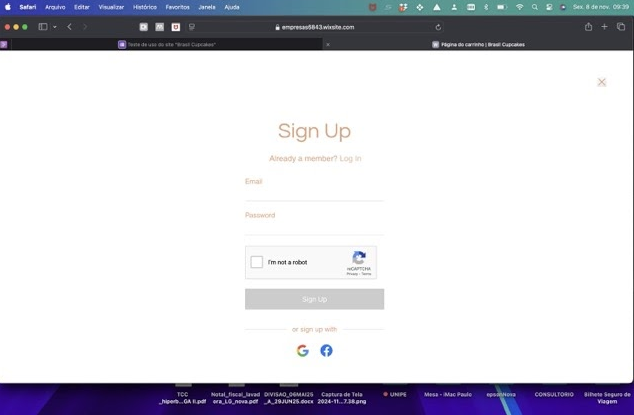 Safari Arquivo Editar Visualizar Histórico Favoritos Janela Ajuda Sex. 8 de nov. 09:39
empresas6843.wixsite.com
Teste de uso do site "Brasil Cupcakes" Página do carrinho | Brasil Cupcakes
Sign Up
Already a member? Log In
Email
Password
I'm not a robot
reCAPTCHA
Privacy - Terms
Sign Up
or sign up with
TCC Notal_fiscal_lavad DIVISAO_06MAI25 Captura de Tela UNIPE Mesa - iMac Paulo epsonNova CONSULTORIO Bilhete Seguro de
_hiperb...GA II.pdf ora_LG_nova.pdf _A_29JUN25.docx 2024-11...7.38.png Viagem